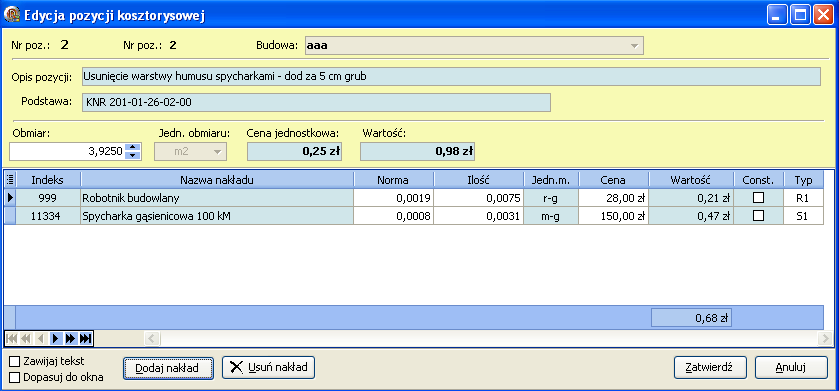 Edycja pozycji kosztorysowej
Nr poz.: 2 Nr poz.: 2 Budowa: aaa
Opis pozycji: Usunięcie warstwy humusu spycharkami - dod za 5 cm grub
Podstawa: KNR 201-01-26-02-00
Obmiar: Jedn. obmiaru: Cena jednostkowa: Wartość:
3,9250 m2 0,25 zł 0,98 zł
Indeks Nazwa nakładu Norma Ilość Jedn.m. Cena Wartość Const. Typ
999 Robotnik budowlany 0,0019 0,0075 r-g 28,00 zł 0,21 zł R1
11334 Spycharka gąsienicowa 100 kM 0,0008 0,0031 m-g 150,00 zł 0,47 zł S1
0,68 zł
Zawijaj tekst
Dopasuj do okna
Dodaj nakład Usuń nakład Zatwierdź Anuluj